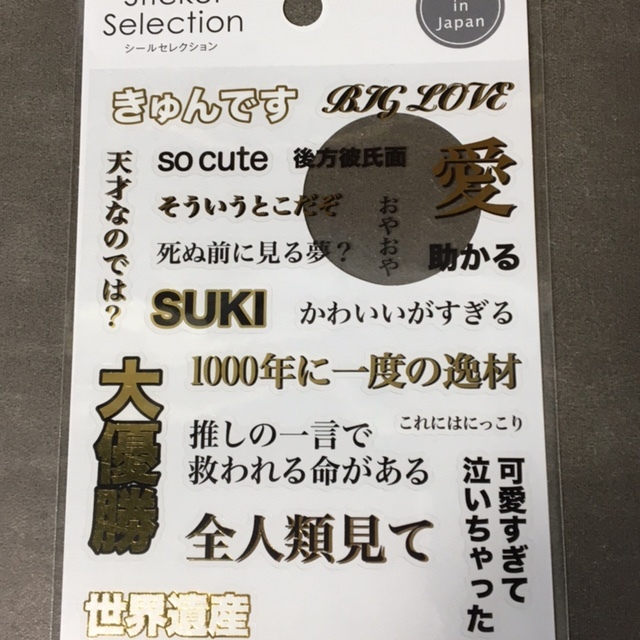 Sticker
Selection
シールセレクション
in
Japan
きゅんです
BIG LOVE
天才なのでは？
so cute
後方彼氏面
愛
そういうとこだぞ
おやおや
死ぬ前に見る夢？
助かる
SUKI
かわいいがすぎる
大優勝
1000年に一度の逸材
これにはにっこり
推しの一言で
救われる命がある
可愛すぎて
泣いちゃった
全人類見て
世界遺産